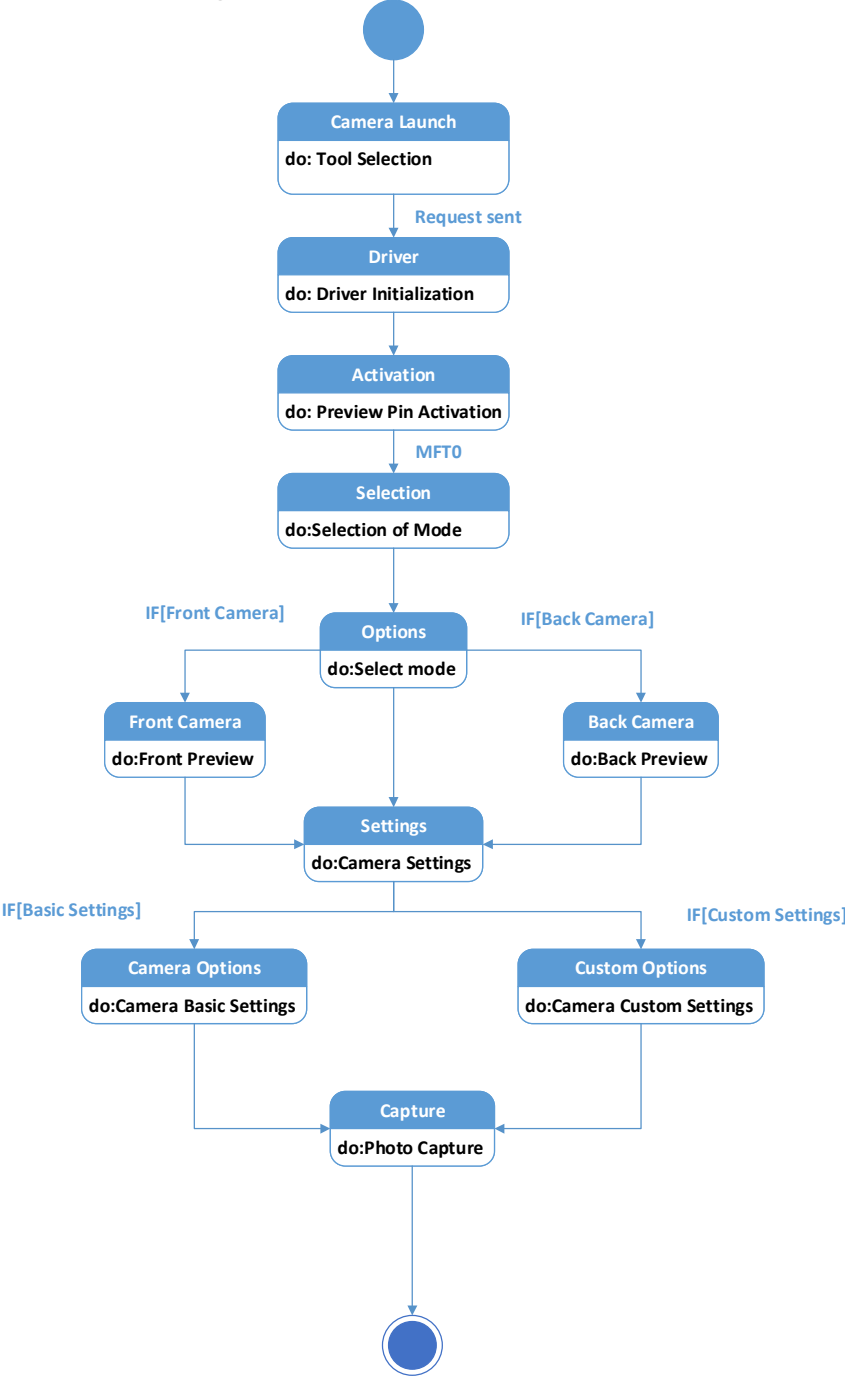 Camera Launch
do: Tool Selection
Request sent
Driver
do: Driver Initialization
Activation
do: Preview Pin Activation
MFT0
Selection
do:Selection of Mode
IF[Front Camera]
IF[Back Camera]
Options
do:Select mode
Front Camera
do:Front Preview
Back Camera
do:Back Preview
Settings
do:Camera Settings
IF[Basic Settings]
IF[Custom Settings]
Camera Options
do:Camera Basic Settings
Custom Options
do:Camera Custom Settings
Capture
do:Photo Capture